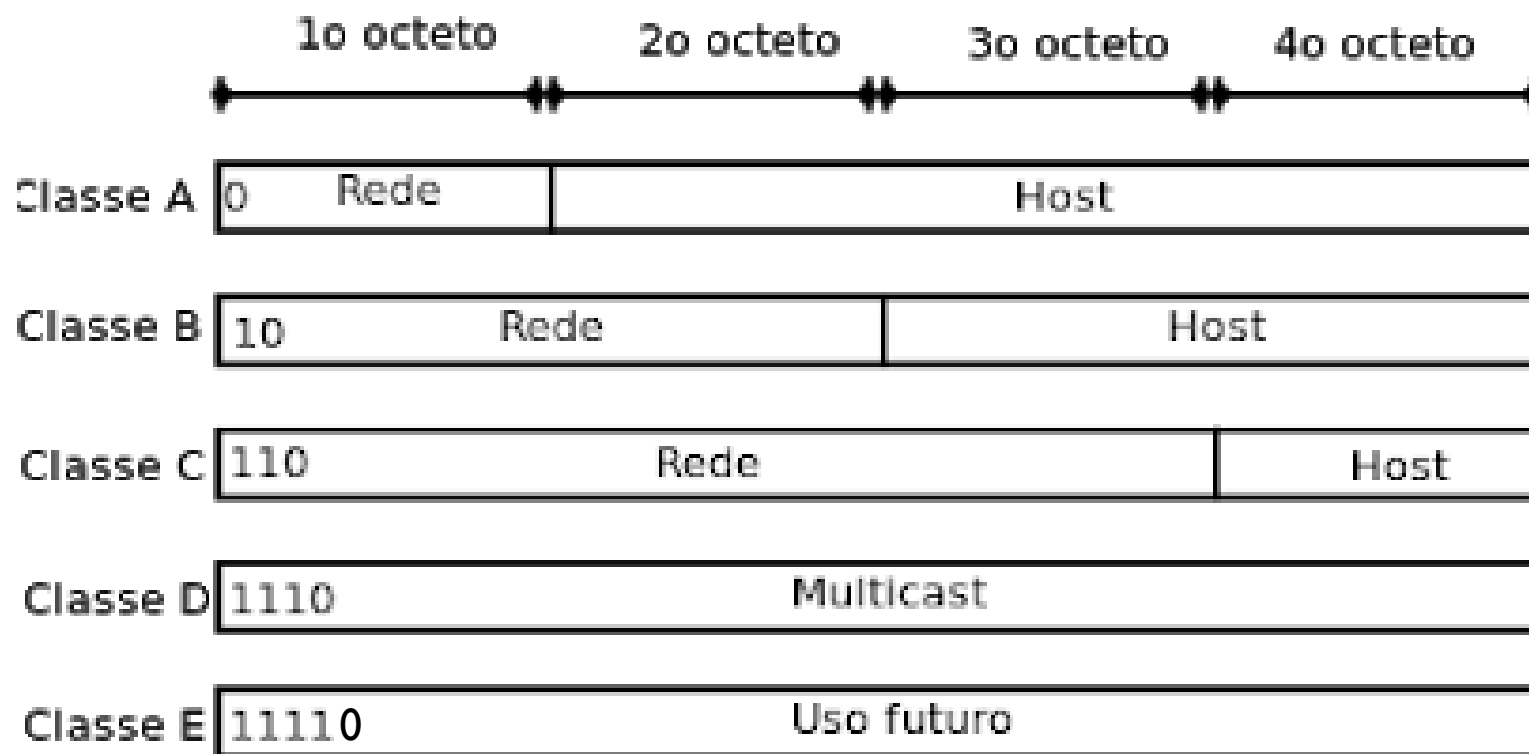 1o octeto 2o octeto 3o octeto 4o octeto
Classe A 0 Rede Host
Classe B 10 Rede Host
Classe C 110 Rede Host
Classe D 1110 Multicast
Classe E 11110 Uso futuro